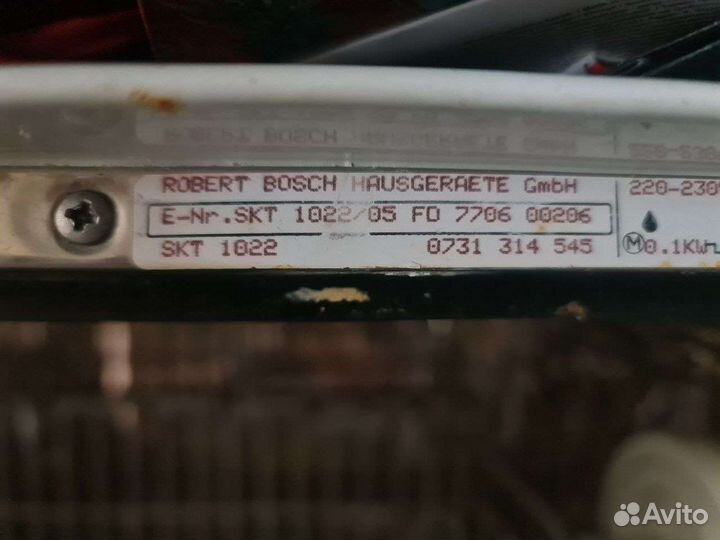 ROBERT BOSCH HAUSGERAETE GmbH
220-230
E-Nr.SKT 1022/05 FD 7706 00206
SKT 1022 0731 314 545
M 0.1KW
Avito